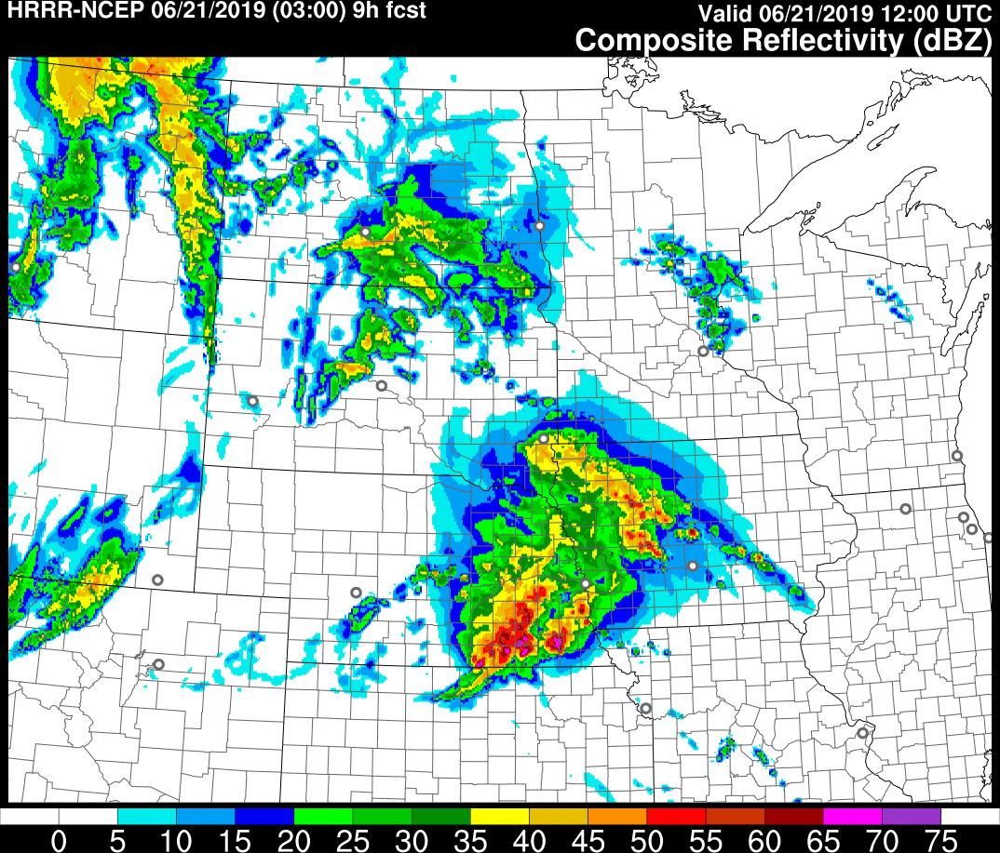 HRRR-NCEP 06/21/2019 (03:00) 9h fcst
Valid 06/21/2019 12:00 UTC
Composite Reflectivity (dBZ)
0 5 10 15 20 25 30 35 40 45 50 55 60 65 70 75